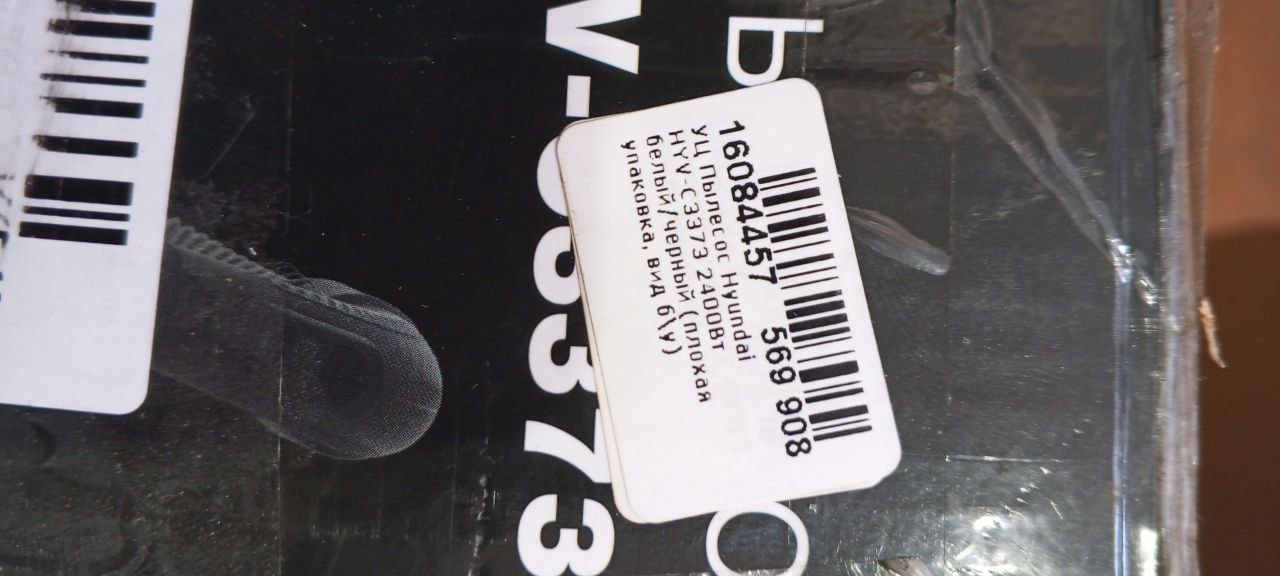 16084457 569 908
УЦ Пылесос Hyundai
HYV-C3373 2400Вт
белый/черный (плохая
упаковка, вид б\у)